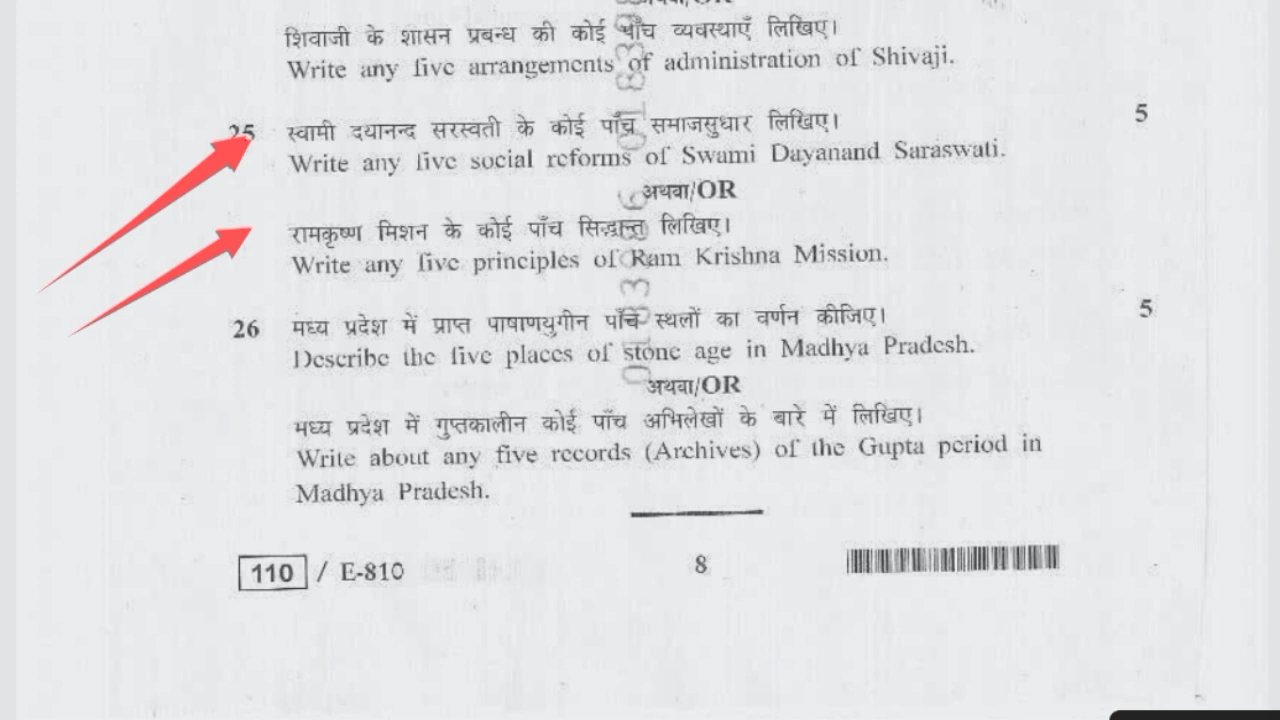 अथवा/OR
शिवाजी के शासन प्रबन्ध की कोई पाँच व्यवस्थाएँ लिखिए।
Write any five arrangements of administration of Shivaji.
25 स्वामी दयानन्द सरस्वती के कोई पाँच समाजसुधार लिखिए। 5
Write any five social reforms of Swami Dayanand Saraswati.
अथवा/OR
रामकृष्ण मिशन के कोई पाँच सिद्धान्त लिखिए।
Write any five principles of Ram Krishna Mission.
26 मध्य प्रदेश में प्राप्त पाषाणयुगीन पाँच स्थलों का वर्णन कीजिए। 5
Describe the five places of stone age in Madhya Pradesh.
अथवा/OR
मध्य प्रदेश में गुप्तकालीन कोई पाँच अभिलेखों के बारे में लिखिए।
Write about any five records (Archives) of the Gupta period in
Madhya Pradesh.
110 / E-810 8